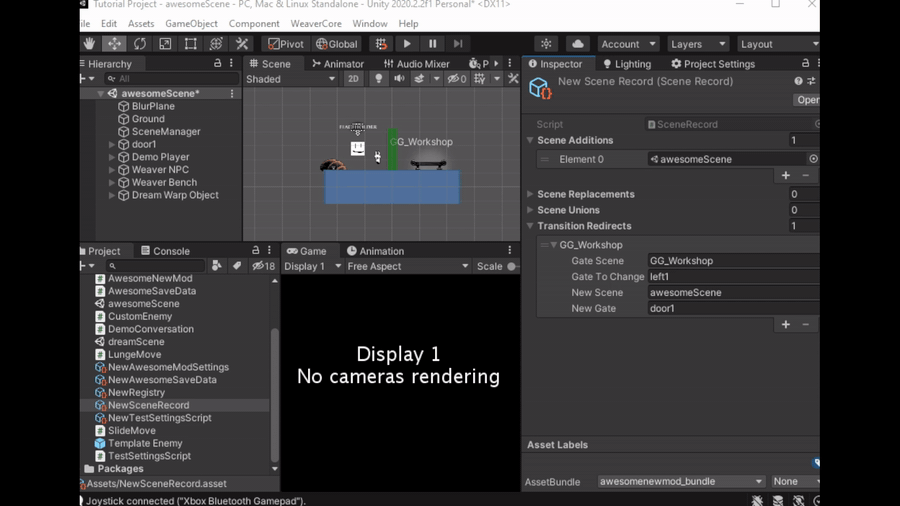 Tutorial Project - awesomeScene - PC, Mac & Linux Standalone - Unity 2020.2.2f1 Personal* <DX11>
ile Edit Assets GameObject Component WeaverCore Window Help
Pivot Global Account Layers Layout
Hierarchy Scene Animator Audio Mixer P Inspector Lighting Project Settings
All Shaded 2D 0 New Scene Record (Scene Record)
Open
awesomeScene*
BlurPlane
Ground
SceneManager
door1
Demo Player
Weaver NPC
Weaver Bench
Dream Warp Object
GG_Workshop
Script SceneRecord
Scene Additions 1
Element 0 awesomeScene
Scene Replacements 0
Scene Unions 0
Transition Redirects 1
GG_Workshop
Gate Scene GG_Workshop
Gate To Change left1
New Scene awesomeScene
New Gate door1
Project Console Game Animation
18 Display 1 Free Aspect Scale
AwesomeNewMod
AwesomeSaveData
awesomeScene
CustomEnemy
DemoConversation
dreamScene
LungeMove
NewAwesomeModSettings
NewAwesomeSaveData
NewRegistry
NewSceneRecord
NewTestSettingsScript
SlideMove
Template Enemy
TestSettingsScript
Packages
Assets/NewSceneRecord.asset
Display 1
No cameras rendering
Asset Labels
AssetBundle awesomenewmod_bundle None
Joystick connected ("Xbox Bluetooth Gamepad").